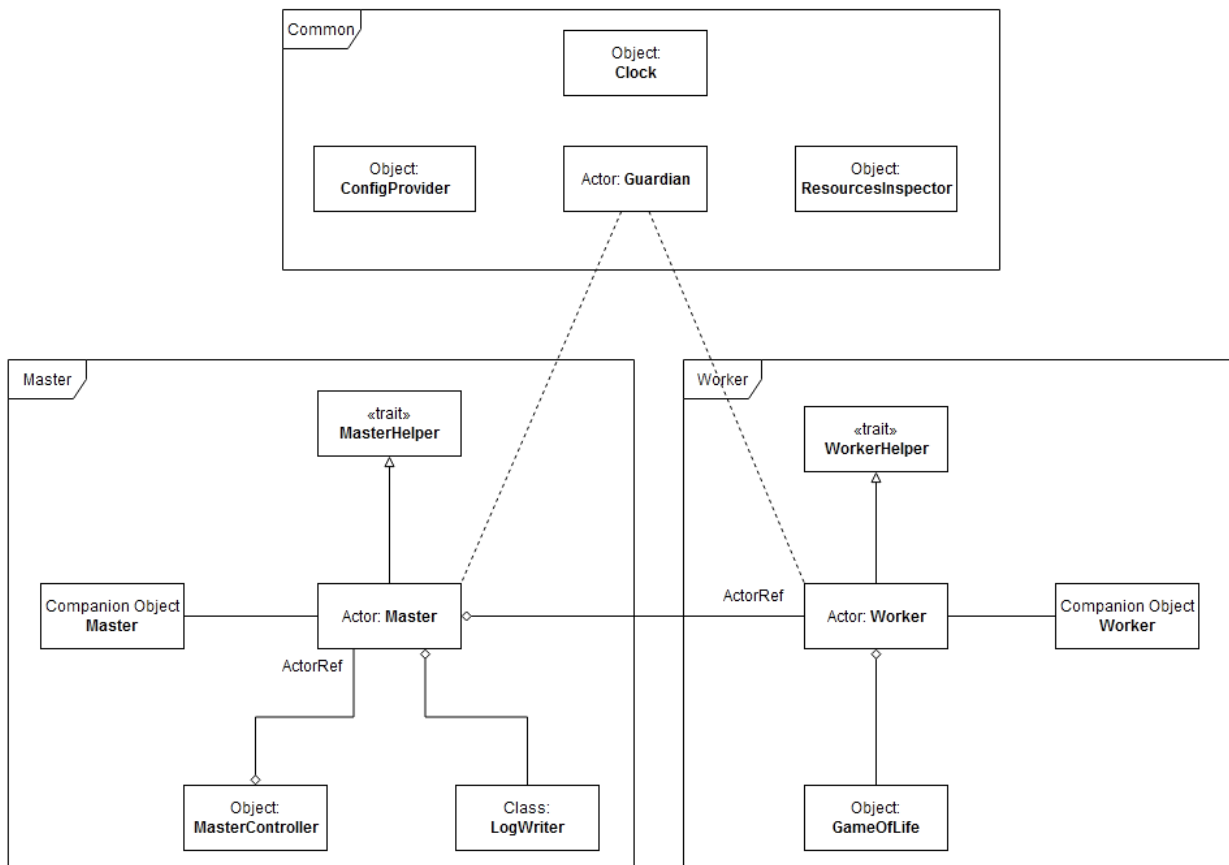 Common
Object:
Clock
Object:
ConfigProvider
Actor: Guardian
Object:
ResourcesInspector
Master
«trait»
MasterHelper
Companion Object
Master
Actor: Master
ActorRef
Object:
MasterController
Class:
LogWriter
Worker
«trait»
WorkerHelper
ActorRef
Actor: Worker
Companion Object
Worker
Object:
GameOfLife